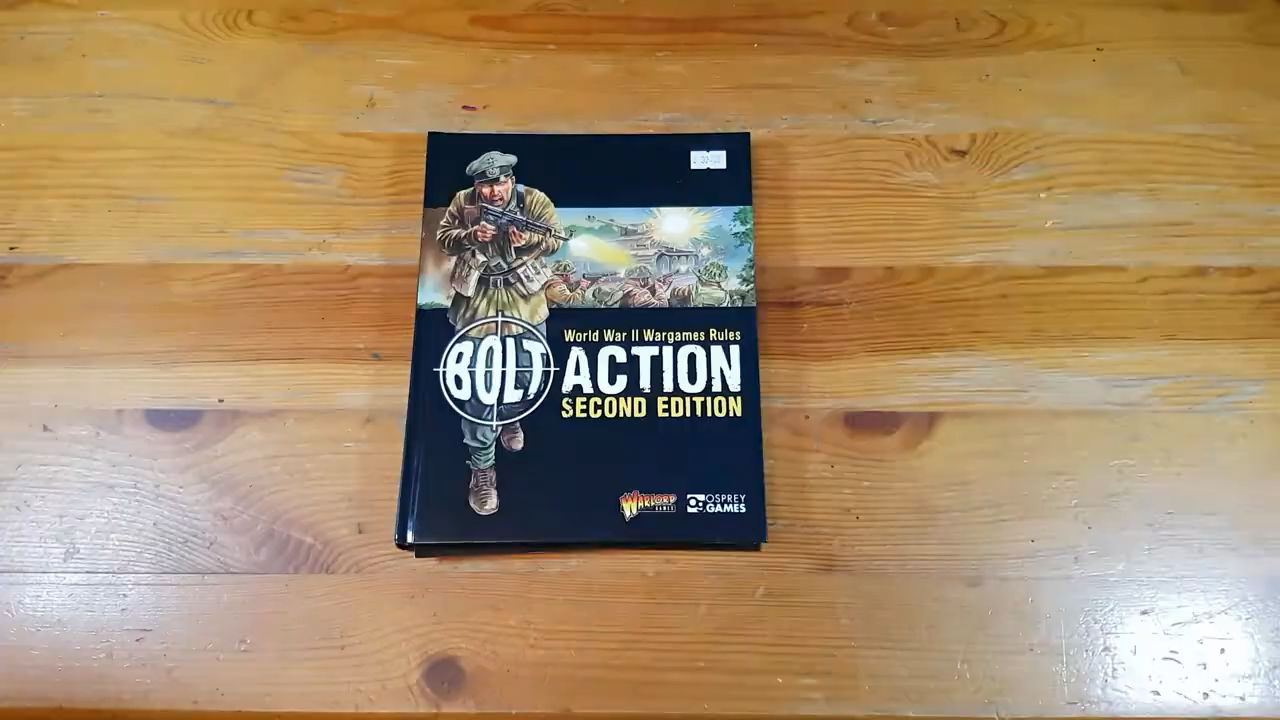 World War II Wargames Rules
BOLT ACTION
SECOND EDITION
WARLORD GAMES
OSPREY GAMES